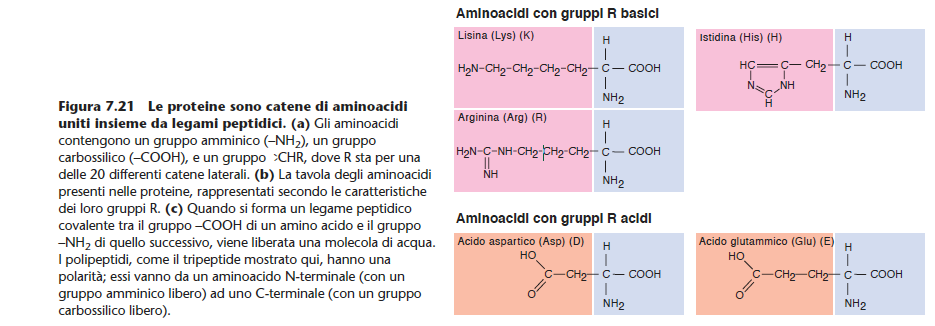 Figura 7.21 Le proteine sono catene di aminoacidi
uniti insieme da legami peptidici. (a) Gli aminoacidi
contengono un gruppo amminico (–NH₂), un gruppo
carbossilico (–COOH), e un gruppo >CHR, dove R sta per una
delle 20 differenti catene laterali. (b) La tavola degli aminoacidi
presenti nelle proteine, rappresentati secondo le caratteristiche
dei loro gruppi R. (c) Quando si forma un legame peptidico
covalente tra il gruppo –COOH di un amino acido e il gruppo
–NH₂ di quello successivo, viene liberata una molecola di acqua.
I polipeptidi, come il tripeptide mostrato qui, hanno una
polarità; essi vanno da un aminoacido N-terminale (con un
gruppo amminico libero) ad uno C-terminale (con un gruppo
carbossilico libero).
Aminoacidi con gruppi R basici
Lisina (Lys) (K)
H
H₂N–CH₂–CH₂–CH₂–CH₂–C–COOH
NH₂
Istidina (His) (H)
H
HC=C–CH₂–C–COOH
N NH
C
H
NH₂
Arginina (Arg) (R)
H
H₂N–C–NH–CH₂–CH₂–CH₂–C–COOH
NH
NH₂
Aminoacidi con gruppi R acidi
Acido aspartico (Asp) (D)
H
HO
C–CH₂–C–COOH
O
NH₂
Acido glutammico (Glu) (E)
H
HO
C–CH₂–CH₂–C–COOH
O
NH₂